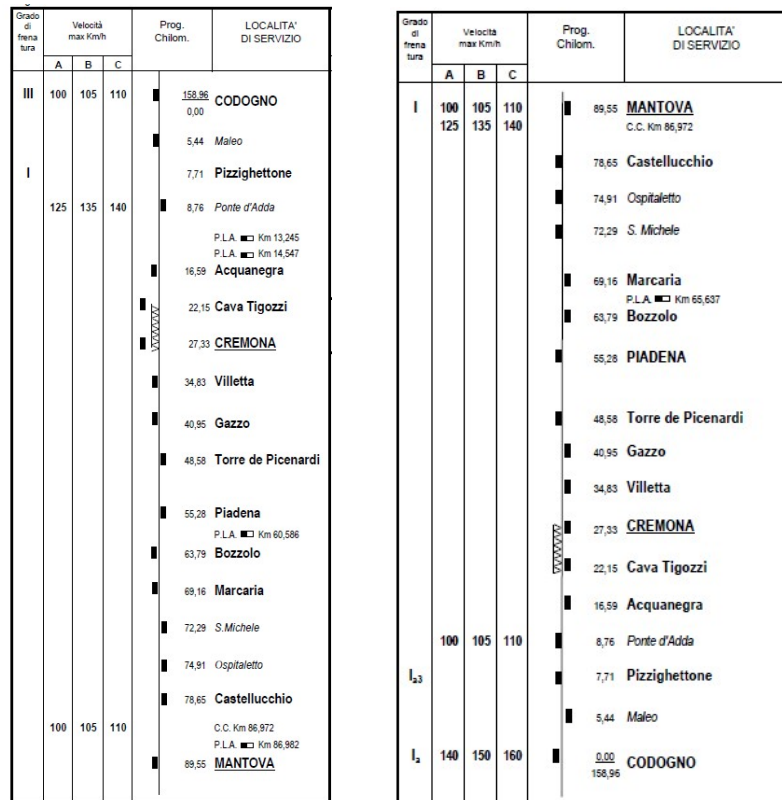 Grado
di
frena
tura
Velocità
max Km/h
Prog.
Chilom.
LOCALITA'
DI SERVIZIO
A B C
III 100 105 110 158,96 CODOGNO
0,00
5,44 Maleo
I 7,71 Pizzighettone
125 135 140 8,76 Ponte d'Adda
P.L.A. Km 13,245
P.L.A. Km 14,547
16,59 Acquanegra
22,15 Cava Tigozzi
27,33 CREMONA
34,83 Villetta
40,95 Gazzo
48,58 Torre de Picenardi
55,28 Piadena
P.L.A. Km 60,586
63,79 Bozzolo
69,16 Marcaria
72,29 S.Michele
74,91 Ospitaletto
78,65 Castellucchio
100 105 110 C.C. Km 86,972
P.L.A. Km 86,982
89,55 MANTOVA
Grado
di
frena
tura
Velocità
max Km/h
Prog.
Chilom.
LOCALITA'
DI SERVIZIO
A B C
I 100 105 110 89,55 MANTOVA
125 135 140 C.C. Km 86,972
78,65 Castellucchio
74,91 Ospitaletto
72,29 S. Michele
69,16 Marcaria
P.L.A. Km 65,637
63,79 Bozzolo
55,28 PIADENA
48,58 Torre de Picenardi
40,95 Gazzo
34,83 Villetta
27,33 CREMONA
22,15 Cava Tigozzi
16,59 Acquanegra
100 105 110 8,76 Ponte d'Adda
Ia3 7,71 Pizzighettone
5,44 Maleo
Ia 140 150 160 0,00 CODOGNO
158,96